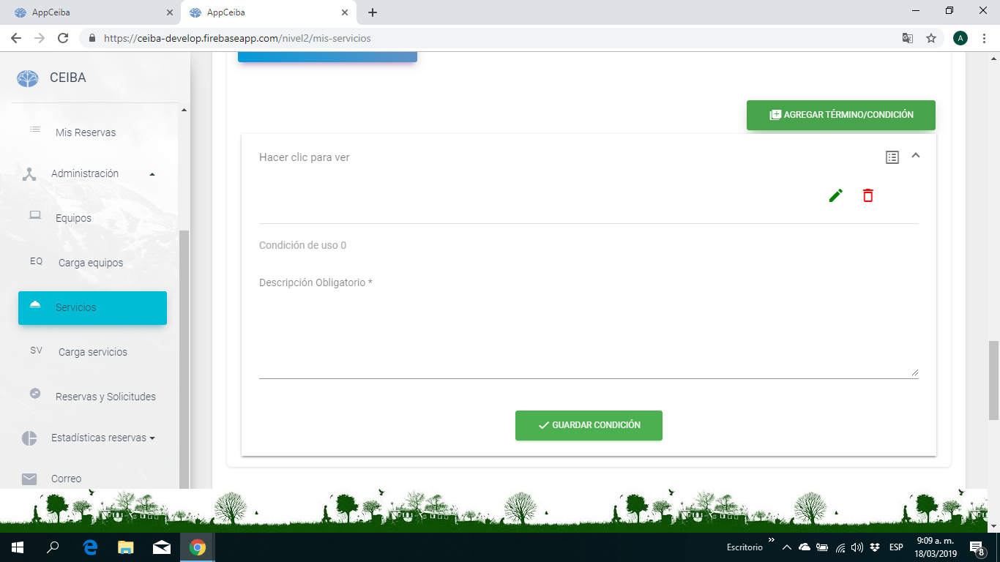 AppCeiba
AppCeiba
https://ceiba-develop.firebaseapp.com/nivel2/mis-servicios
A
CEIBA
Mis Reservas
Administración
Equipos
EQ Carga equipos
Servicios
SV Carga servicios
Reservas y Solicitudes
Estadísticas reservas
Correo
AGREGAR TÉRMINO/CONDICIÓN
Hacer clic para ver
Condición de uso 0
Descripción Obligatorio *
GUARDAR CONDICIÓN
Escritorio
ESP
9:09 a. m.
18/03/2019
8